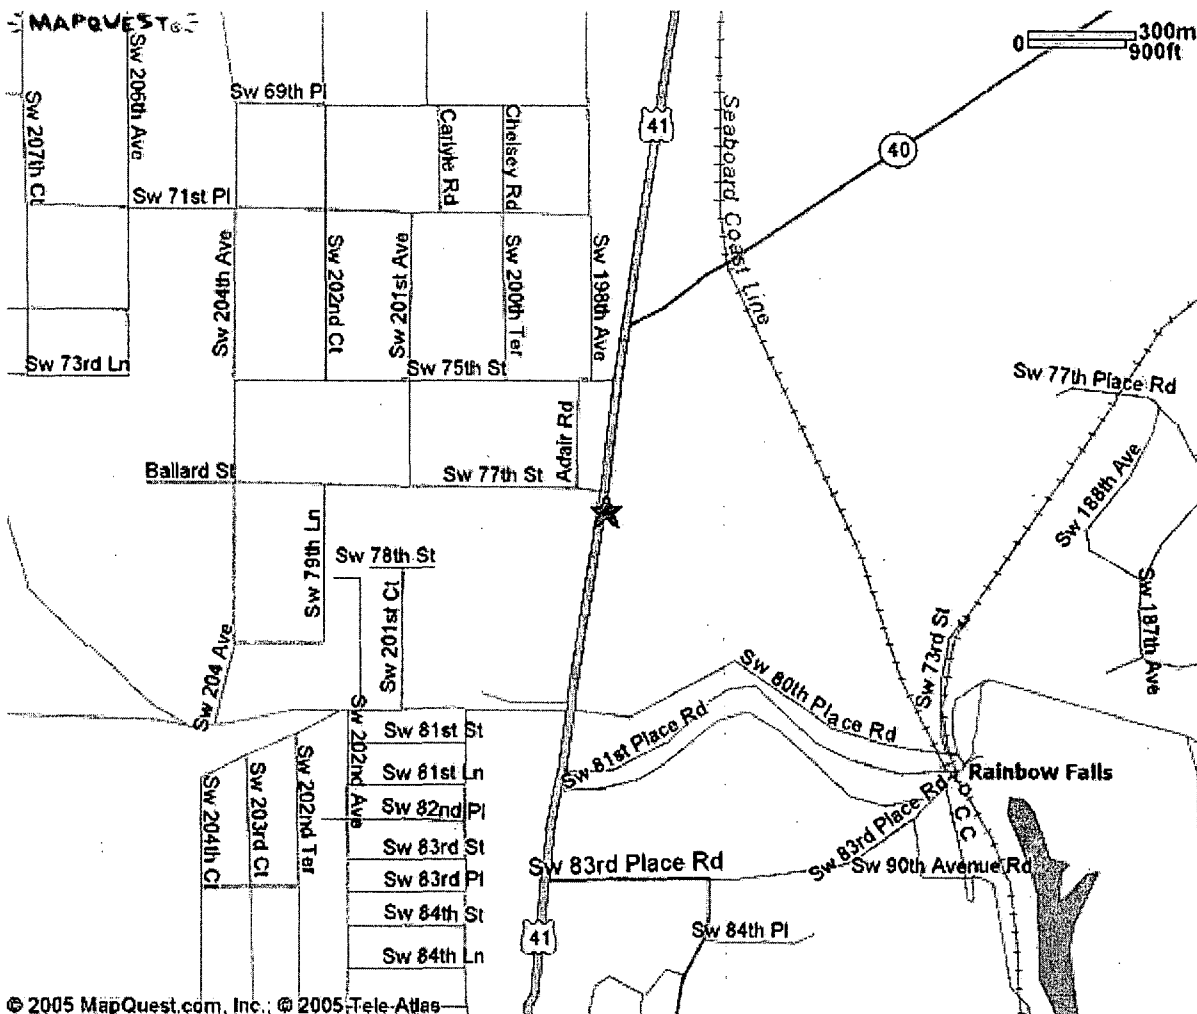 MAPQUEST
0
300m
900ft
Sw 206th Ave
Sw 69th Pl
41
Seaboard Coast Line
40
Sw 207th Ct
Carlyle Rd
Chelsey Rd
Sw 71st Pl
Sw 204th Ave
Sw 202nd Ct
Sw 201st Ave
Sw 200th Ter
Sw 198th Ave
Sw 73rd Ln
Sw 75th St
Sw 77th Place Rd
Adair Rd
Ballard St
Sw 77th St
Sw 188th Ave
Sw 79th Ln
Sw 78th St
Sw 201st Ct
Sw 187th Ave
Sw 73rd St
Sw 204 Ave
Sw 80th Place Rd
Sw 202nd Ave
Sw 81st St
Sw 81st Place Rd
Sw 81st Ln
Rainbow Falls
Sw 204th Ct
Sw 203rd Ct
Sw 202nd Ter
Sw 82nd Pl
Sw 83rd Place Rd
Sw 83rd St
Sw 83rd Place Rd
Sw 90th Avenue Rd
Sw 83rd Pl
Sw 84th St
41
Sw 84th Pl
Sw 84th Ln
© 2005 MapQuest.com, Inc.; © 2005 Tele Atlas